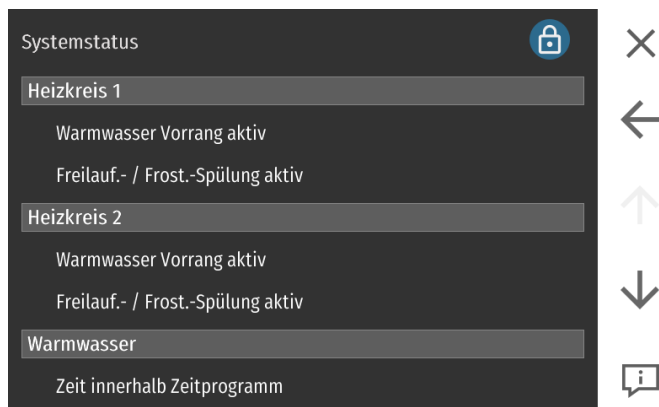 Systemstatus
Heizkreis 1
Warmwasser Vorrang aktiv
Freilauf.- / Frost.-Spülung aktiv
Heizkreis 2
Warmwasser Vorrang aktiv
Freilauf.- / Frost.-Spülung aktiv
Warmwasser
Zeit innerhalb Zeitprogramm